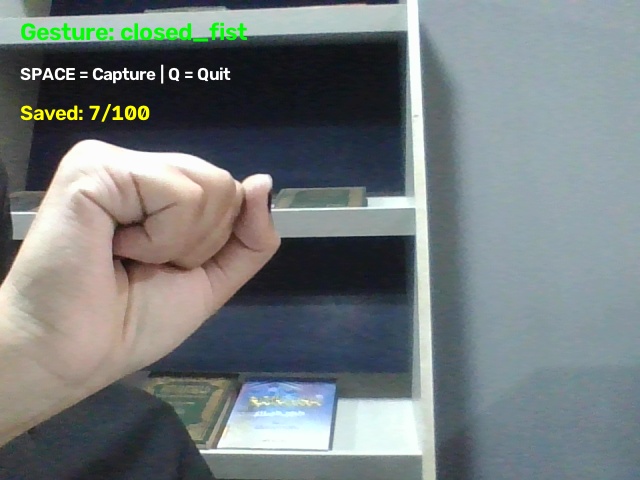 Gesture: closed_fist
SPACE = Capture | Q = Quit
Saved: 7/100